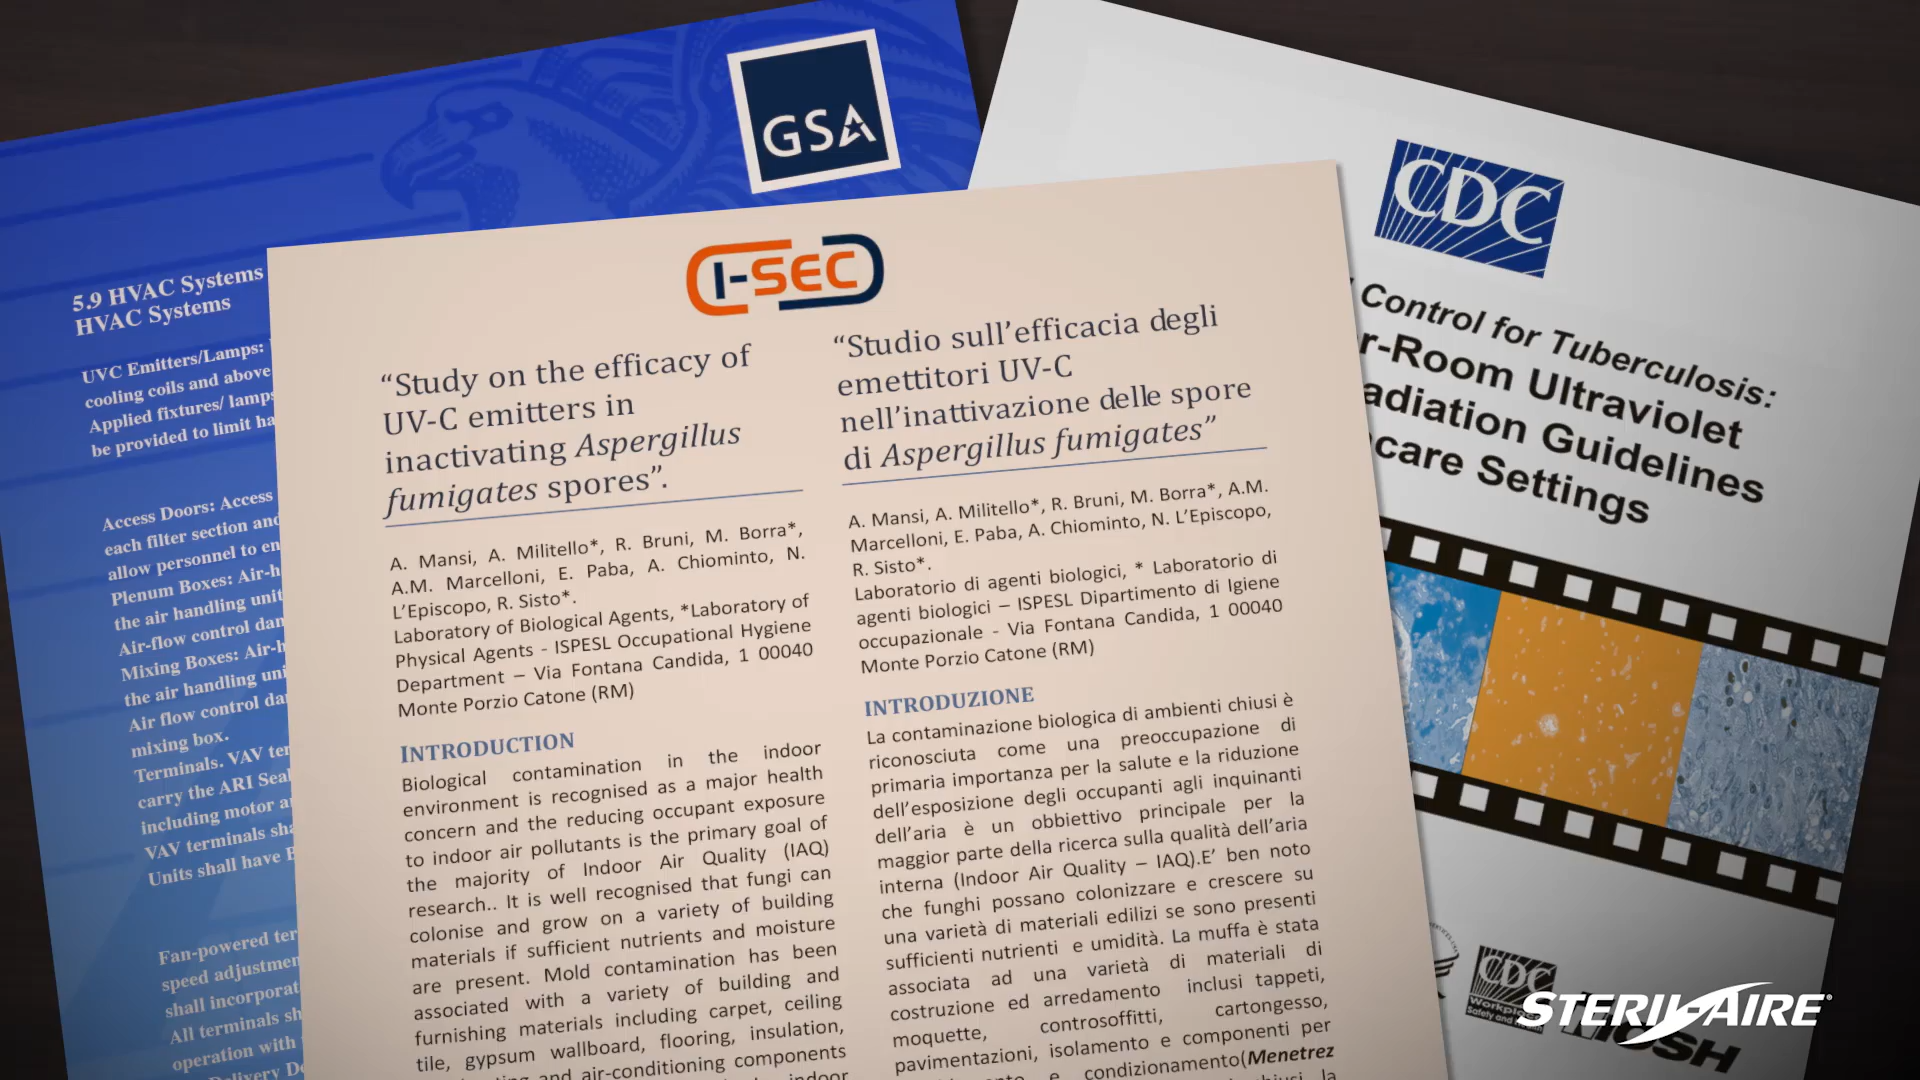 GSA
5.9 HVAC Systems
HVAC Systems
UVC Emitters/Lamps:
cooling coils and above
Applied fixtures/ lamps
be provided to limit
Access Doors: Access
each filter section and
allow personnel to
Plenum Boxes:
the air handling unit
Air-flow control
Mixing Boxes:
the air handling
Air flow control
mixing box.
Terminals. VAV
carry the ARI
including motor
VAV terminals
Units shall have
Fan-powered
speed
shall
All terminals
operation with
I-SEC
“Study on the efficacy of
UV-C emitters in
inactivating Aspergillus
fumigates spores”.
A. Mansi, A. Militello*, R. Bruni, M. Borra*,
A.M. Marcelloni, E. Paba, A. Chiominto, N.
L’Episcopo, R. Sisto*.
Laboratory of Biological Agents, *Laboratory of
Physical Agents - ISPESL Occupational Hygiene
Department – Via Fontana Candida, 1 00040
Monte Porzio Catone (RM)
INTRODUCTION
Biological contamination in the indoor
environment is recognised as a major health
concern and the reducing occupant exposure
to indoor air pollutants is the primary goal of
the majority of Indoor Air Quality (IAQ)
research.. It is well recognised that fungi can
colonise and grow on a variety of building
materials if sufficient nutrients and moisture
are present. Mold contamination has been
associated with a variety of building and
furnishing materials including carpet, ceiling
tile, gypsum wallboard, flooring, insulation,
and air-conditioning components
indoor
“Studio sull’efficacia degli
emettitori UV-C
nell’inattivazione delle spore
di Aspergillus fumigates”
A. Mansi, A. Militello*, R. Bruni, M. Borra*, A.M.
Marcelloni, E. Paba, A. Chiominto, N. L’Episcopo,
R. Sisto*.
Laboratorio di agenti biologici, * Laboratorio di
agenti biologici – ISPESL Dipartimento di Igiene
occupazionale - Via Fontana Candida, 1 00040
Monte Porzio Catone (RM)
INTRODUZIONE
La contaminazione biologica di ambienti chiusi è
riconosciuta come una preoccupazione di
primaria importanza per la salute e la riduzione
dell’esposizione degli occupanti agli inquinanti
dell’aria è un obbiettivo principale per la
maggior parte della ricerca sulla qualità dell’aria
interna (Indoor Air Quality – IAQ).E’ ben noto
che funghi possano colonizzare e crescere su
una varietà di materiali edilizi se sono presenti
sufficienti nutrienti e umidità. La muffa è stata
associata ad una varietà di materiali di
costruzione ed arredamento inclusi tappeti,
moquette, controsoffitti, cartongesso,
pavimentazioni, isolamento e componenti per
e condizionamento(Menetrez
la
CDC
Control for Tuberculosis:
r-Room Ultraviolet
adiation Guidelines
care Settings
CDC
Workplace
Safety and Health
NIOSH
STERIL-AIRE®